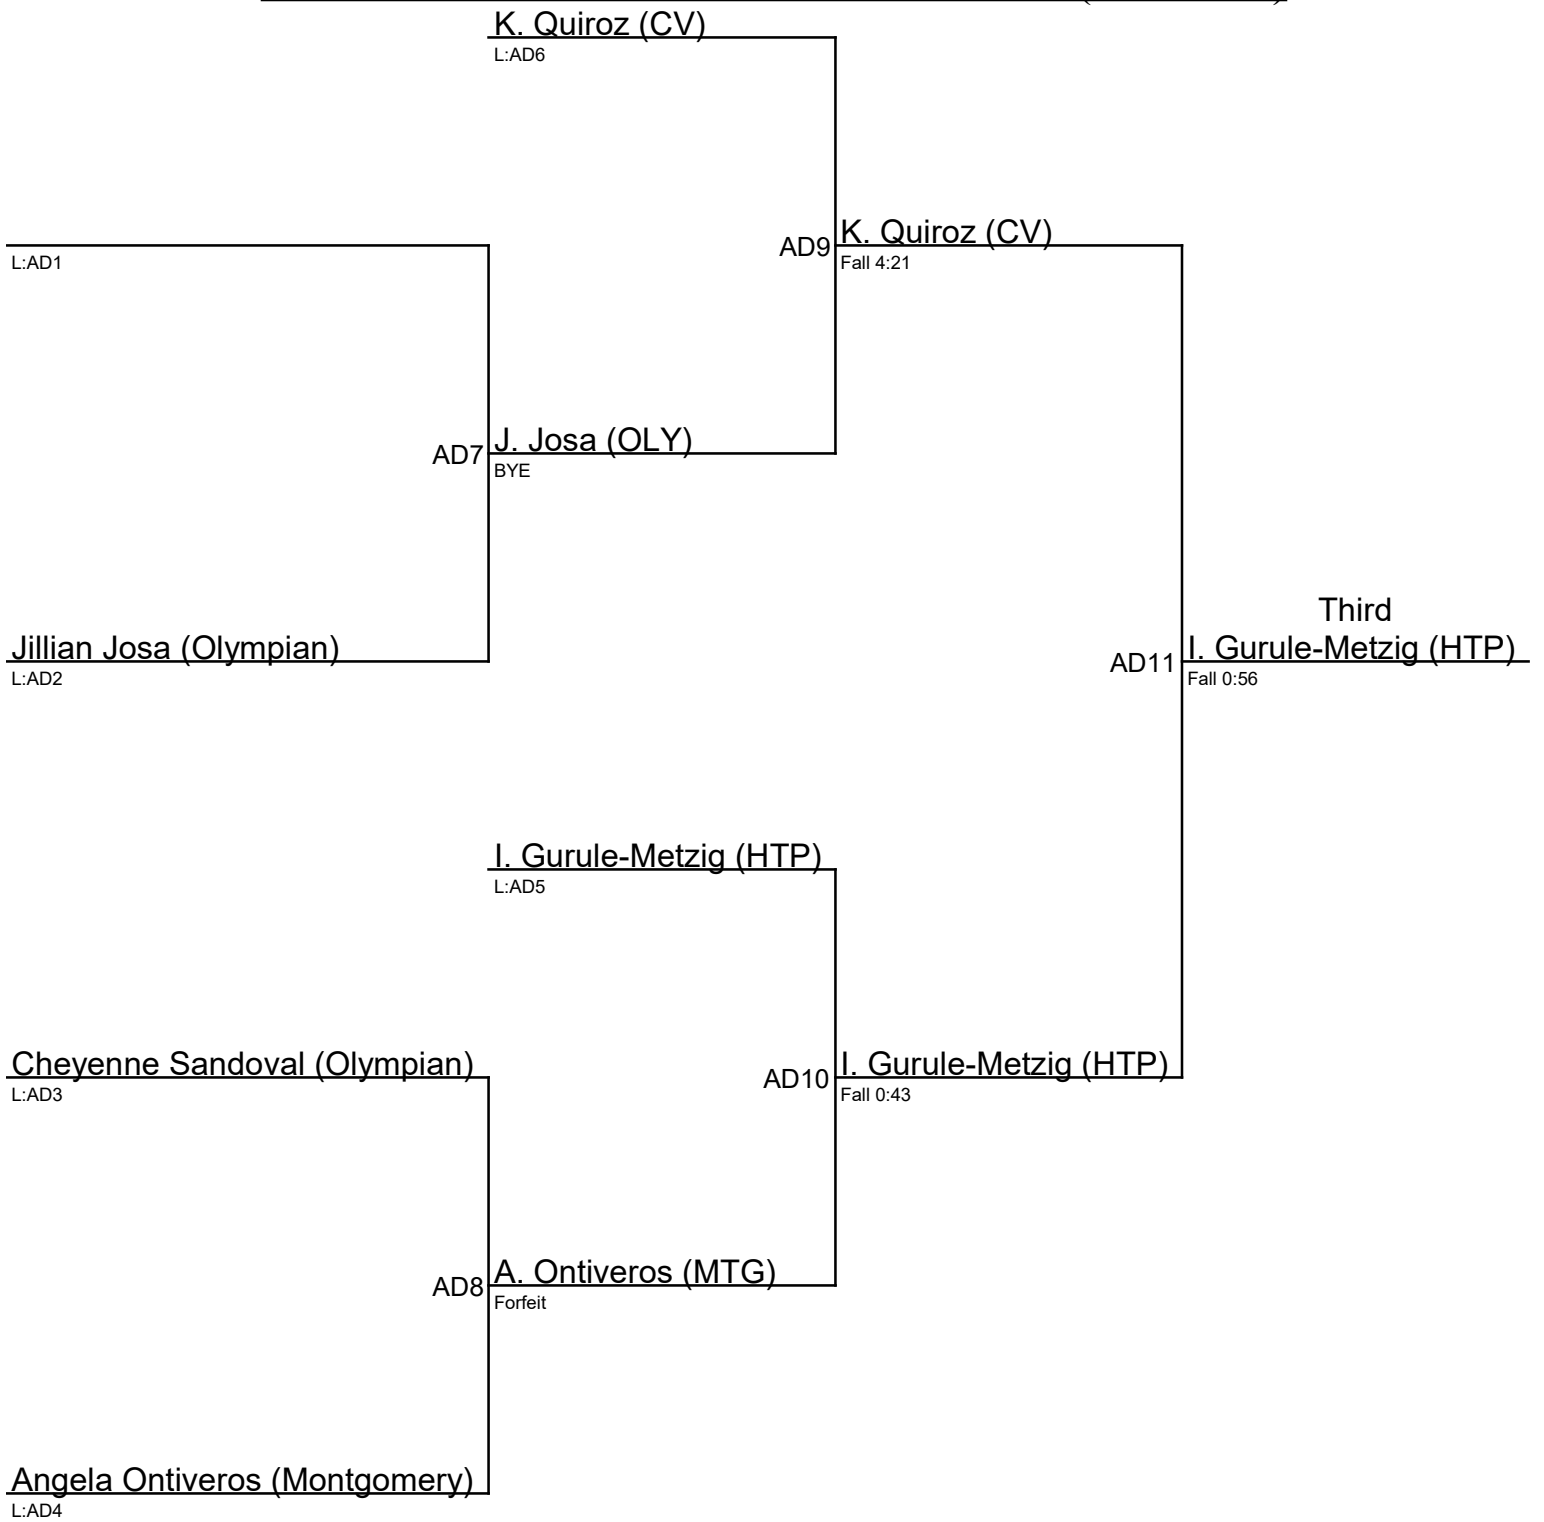 K. Quiroz (CV)
L:AD6
AD9
K. Quiroz (CV)
Fall 4:21
L:AD1
AD7
J. Josa (OLY)
BYE
Jillian Josa (Olympian)
L:AD2
Third
AD11
I. Gurule-Metzig (HTP)
Fall 0:56
I. Gurule-Metzig (HTP)
L:AD5
Cheyenne Sandoval (Olympian)
L:AD3
AD10
I. Gurule-Metzig (HTP)
Fall 0:43
AD8
A. Ontiveros (MTG)
Forfeit
Angela Ontiveros (Montgomery)
L:AD4